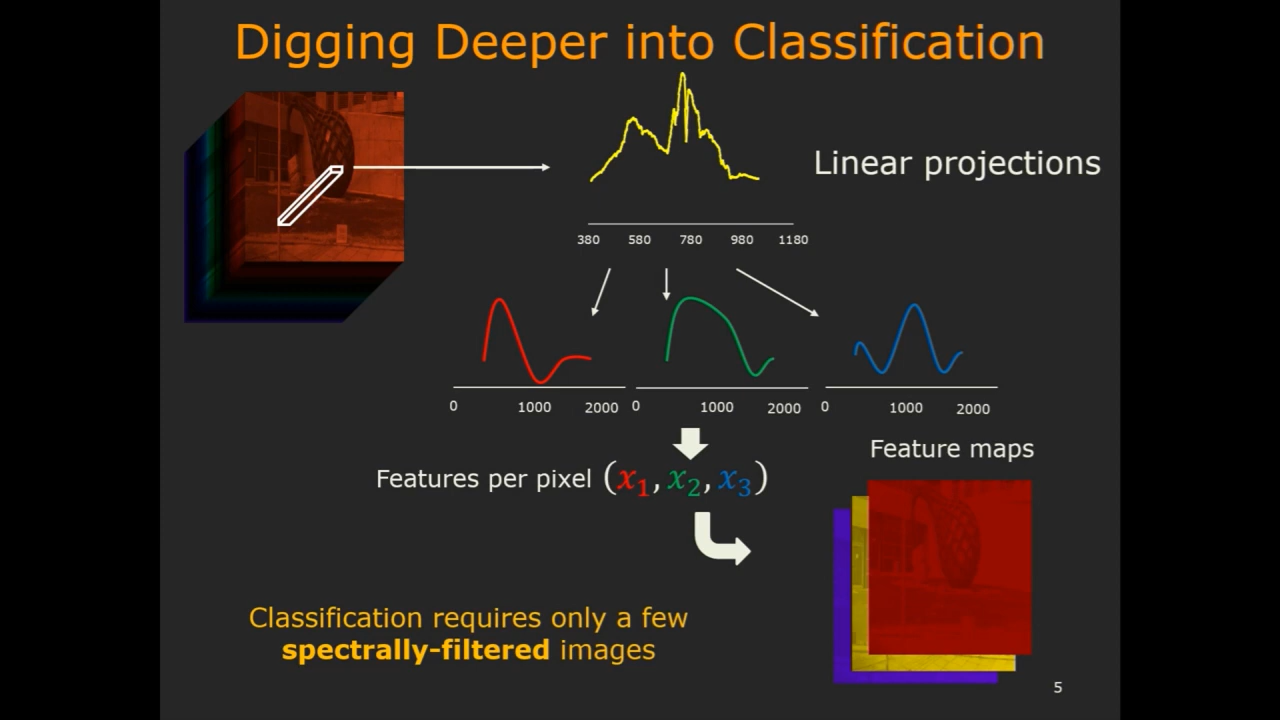 Digging Deeper into Classification
Linear projections
380 580 780 980 1180
0 1000 2000 0 1000 2000 0 1000 2000
Feature maps
Features per pixel (x₁, x₂, x₃)
Classification requires only a few
spectrally-filtered images
5